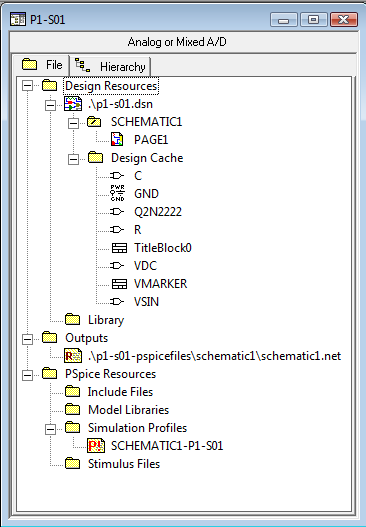 P1-S01
Analog or Mixed A/D
File Hierarchy
Design Resources
.\p1-s01.dsn
SCHEMATIC1
PAGE1
Design Cache
C
PWR GND GND
Q2N2222
R
TitleBlock0
VDC
VMARKER
VSIN
Library
Outputs
.\p1-s01-pspicefiles\schematic1\schematic1.net
PSpice Resources
Include Files
Model Libraries
Simulation Profiles
SCHEMATIC1-P1-S01
Stimulus Files